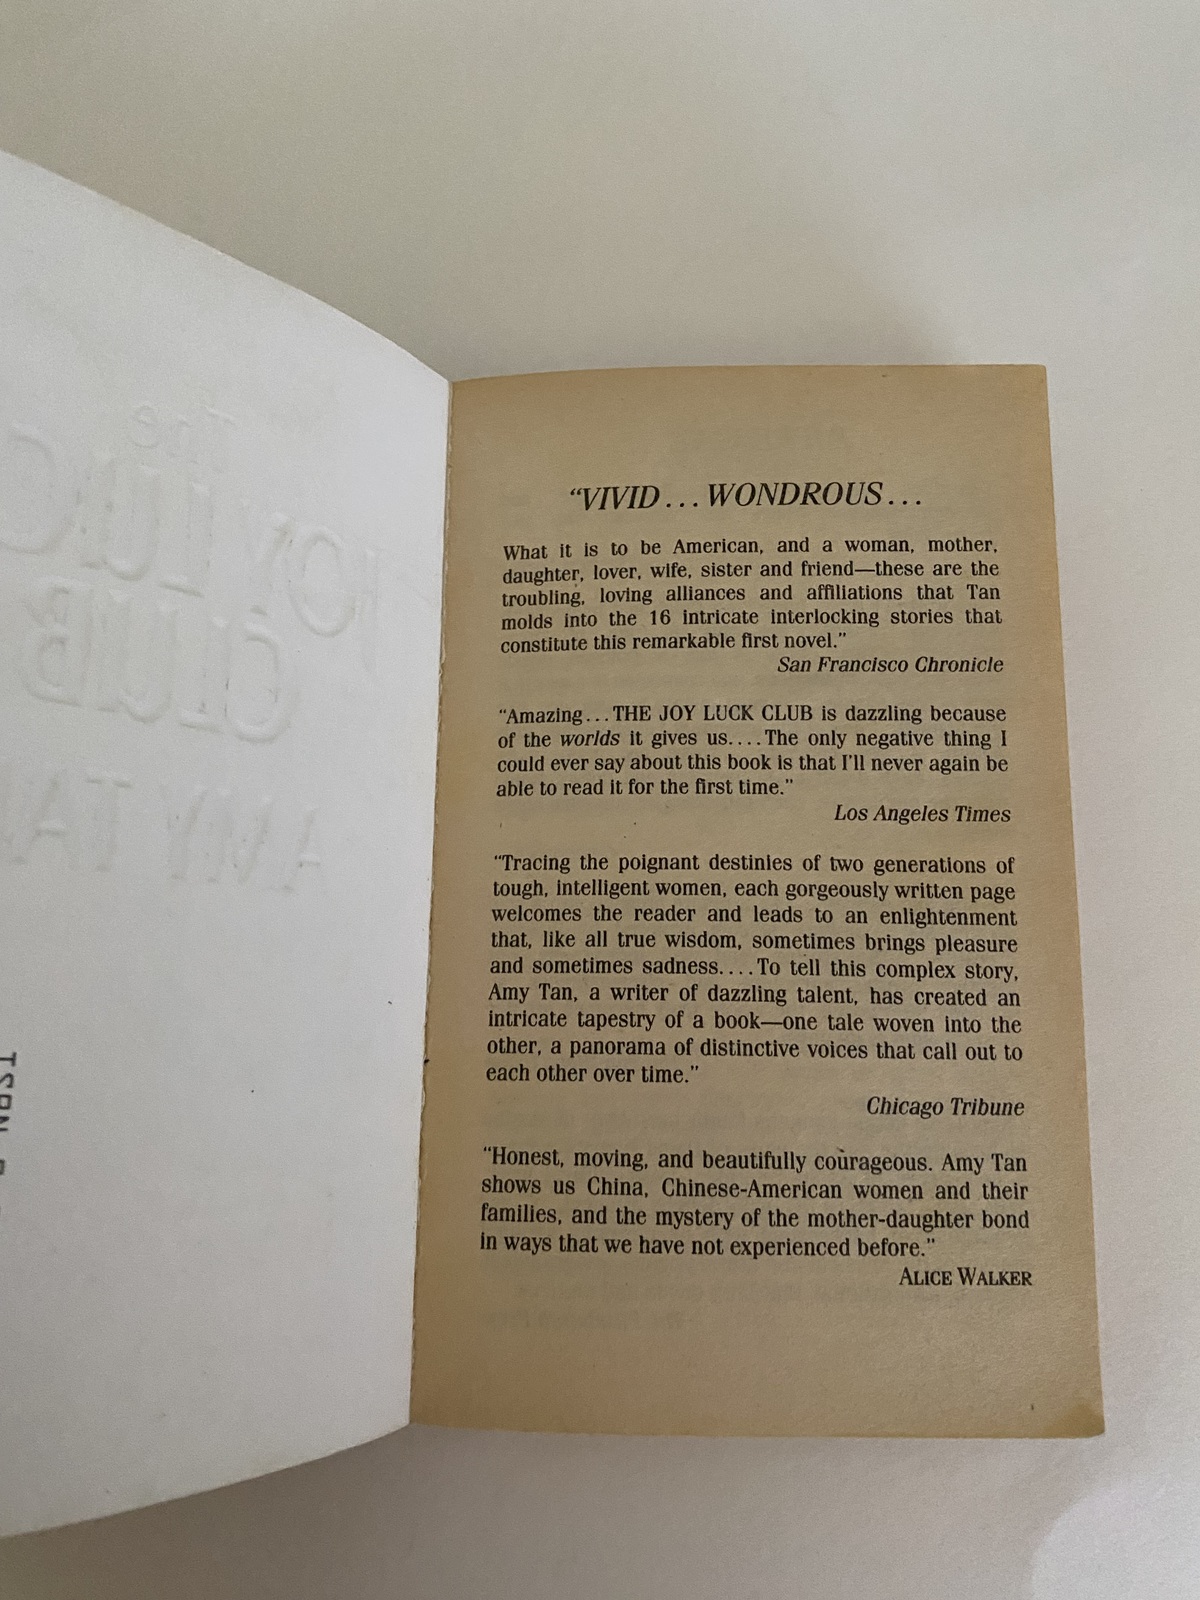 The
JOY LUCK
CLUB
AMY TAN
ISBN
"VIVID . . . WONDROUS . . .
What it is to be American, and a woman, mother,
daughter, lover, wife, sister and friend—these are the
troubling, loving alliances and affiliations that Tan
molds into the 16 intricate interlocking stories that
constitute this remarkable first novel."
San Francisco Chronicle
"Amazing . . . THE JOY LUCK CLUB is dazzling because
of the worlds it gives us. . . . The only negative thing I
could ever say about this book is that I'll never again be
able to read it for the first time."
Los Angeles Times
"Tracing the poignant destinies of two generations of
tough, intelligent women, each gorgeously written page
welcomes the reader and leads to an enlightenment
that, like all true wisdom, sometimes brings pleasure
and sometimes sadness. . . . To tell this complex story,
Amy Tan, a writer of dazzling talent, has created an
intricate tapestry of a book—one tale woven into the
other, a panorama of distinctive voices that call out to
each other over time."
Chicago Tribune
"Honest, moving, and beautifully courageous. Amy Tan
shows us China, Chinese-American women and their
families, and the mystery of the mother-daughter bond
in ways that we have not experienced before."
ALICE WALKER